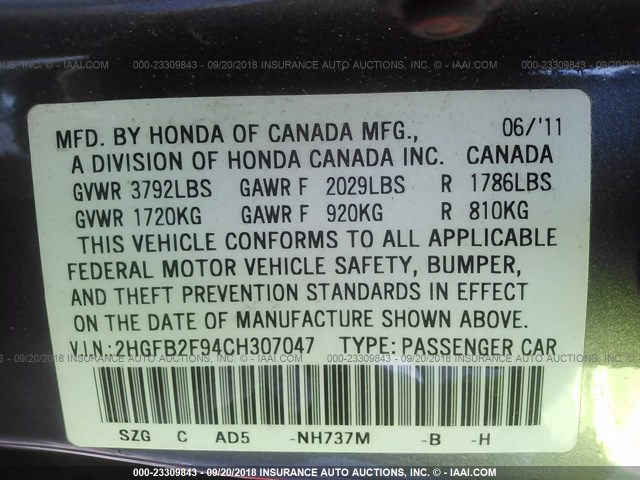 000-23309843 - 09/20/2018 INSURANCE AUTO AUCTIONS, INC. - © - IAAI.COM
MFD. BY HONDA OF CANADA MFG., 06/'11
A DIVISION OF HONDA CANADA INC. CANADA
GVWR 3792LBS GAWR F 2029LBS R 1786LBS
GVWR 1720KG GAWR F 920KG R 810KG
THIS VEHICLE CONFORMS TO ALL APPLICABLE
FEDERAL MOTOR VEHICLE SAFETY, BUMPER,
AND THEFT PREVENTION STANDARDS IN EFFECT
ON THE DATE OF MANUFACTURE SHOWN ABOVE.
V.I.N.:2HGFB2F94CH307047 TYPE: PASSENGER CAR
000-23309843 - 09/20/2018 INSURANCE AUTO AUCTIONS, INC. - © - IAAI.COM
SZG C AD5 -NH737M -B -H
000-23309843 - 09/20/2018 INSURANCE AUTO AUCTIONS, INC. - © - IAAI.COM